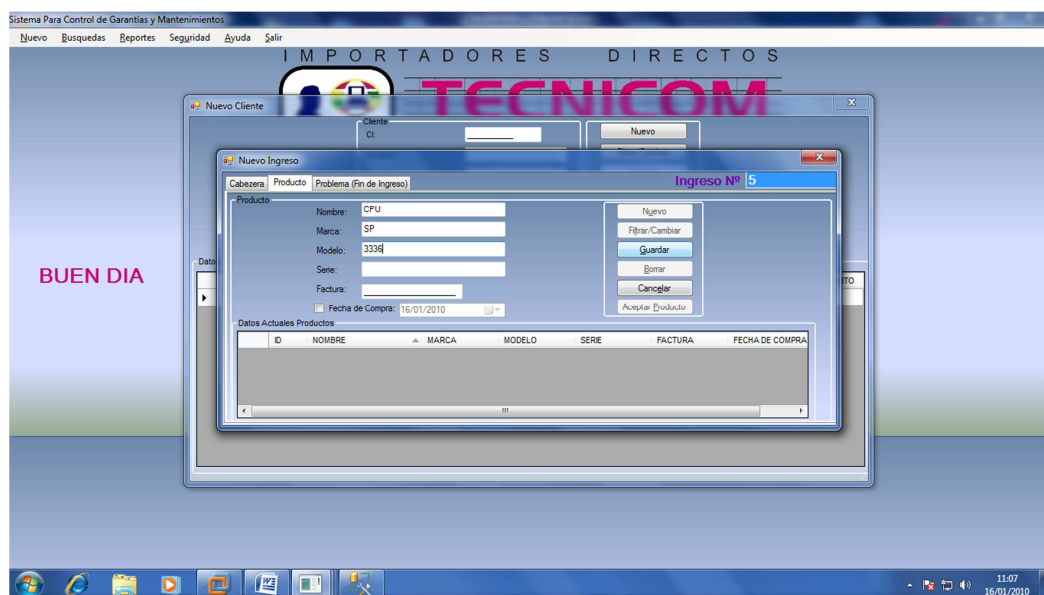 Sistema Para Control de Garantías y Mantenimientos
Nuevo Busquedas Reportes Seguridad Ayuda Salir
IMPORTADORES DIRECTOS
TECNICOM
Nuevo Cliente
Cliente
CI:
Nuevo
Nuevo Ingreso
Cabezera Producto Problema (Fin de Ingreso) Ingreso Nº 5
Producto
Nombre: CPU Nuevo
Marca: SP Filtrar/Cambiar
Modelo: 3336 Guardar
Serie: Borrar
Factura: Cancelar
Fecha de Compra: 16/01/2010 Aceptar Producto
BUEN DIA
Datos Actuales Productos
ID NOMBRE MARCA MODELO SERIE FACTURA FECHA DE COMPRA
11:07
16/01/2010